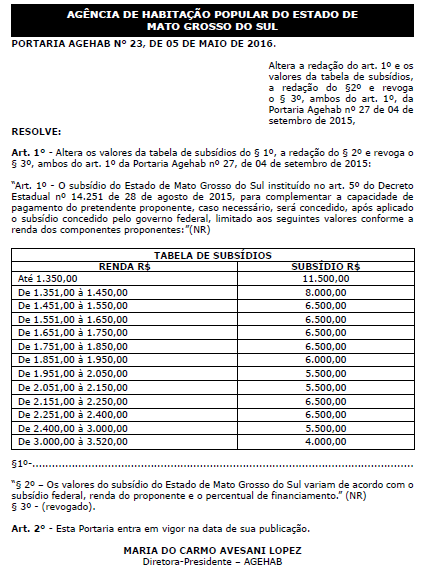 AGÊNCIA DE HABITAÇÃO POPULAR DO ESTADO DE
MATO GROSSO DO SUL
PORTARIA AGEHAB Nº 23, DE 05 DE MAIO DE 2016.
Altera a redação do art. 1º e os
valores da tabela de subsídios,
a redação do §2º e revoga
o § 3º, ambos do art. 1º, da
Portaria Agehab nº 27 de 04 de
setembro de 2015,
RESOLVE:
Art. 1º - Altera os valores da tabela de subsídios do § 1º, a redação do § 2º e revoga o
§ 3º, ambos do art. 1º da Portaria Agehab nº 27, de 04 de setembro de 2015:
“Art. 1º - O subsídio do Estado de Mato Grosso do Sul instituído no art. 5º do Decreto
Estadual nº 14.251 de 28 de agosto de 2015, para complementar a capacidade de
pagamento do pretendente proponente, caso necessário, será concedido, após aplicado
o subsídio concedido pelo governo federal, limitado aos seguintes valores conforme a
renda dos componentes proponentes:”(NR)
TABELA DE SUBSÍDIOS
RENDA R$ SUBSÍDIO R$
Até 1.350,00 11.500,00
De 1.351,00 à 1.450,00 8.000,00
De 1.451,00 à 1.550,00 6.500,00
De 1.551,00 à 1.650,00 6.500,00
De 1.651,00 à 1.750,00 6.500,00
De 1.751,00 à 1.850,00 6.500,00
De 1.851,00 à 1.950,00 6.000,00
De 1.951,00 à 2.050,00 5.500,00
De 2.051,00 à 2.150,00 5.500,00
De 2.151,00 à 2.250,00 6.500,00
De 2.251,00 à 2.400,00 6.500,00
De 2.400,00 à 3.000,00 5.500,00
De 3.000,00 à 3.520,00 4.000,00
§1º-........................................................................................................
“§ 2º – Os valores do subsídio do Estado de Mato Grosso do Sul variam de acordo com o
subsídio federal, renda do proponente e o percentual de financiamento.” (NR)
§ 3º - (revogado).
Art. 2º - Esta Portaria entra em vigor na data de sua publicação.
MARIA DO CARMO AVESANI LOPEZ
Diretora-Presidente – AGEHAB